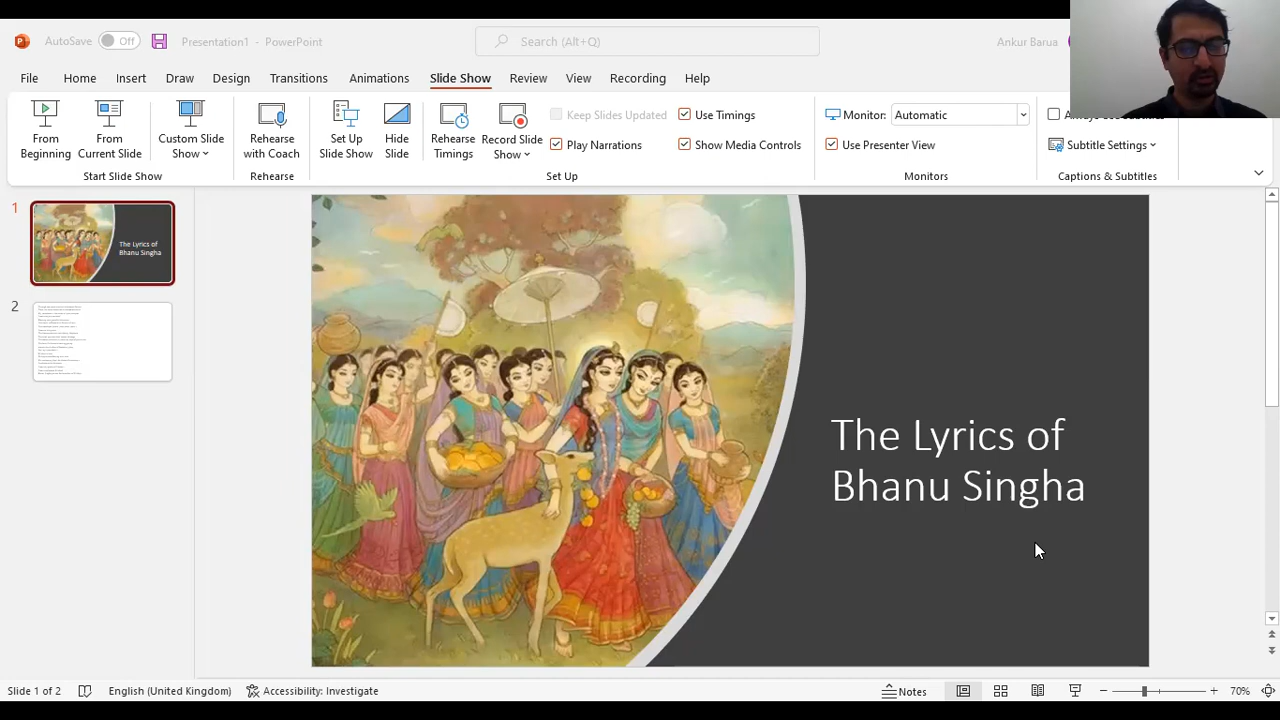 AutoSave Off Presentation1 - PowerPoint Search (Alt+Q) Ankur Barua
File Home Insert Draw Design Transitions Animations Slide Show Review View Recording Help
From Beginning
From Current Slide
Custom Slide Show
Start Slide Show
Rehearse with Coach
Rehearse
Set Up Slide Show
Hide Slide
Rehearse Timings
Record Slide Show
Keep Slides Updated
Play Narrations
Use Timings
Show Media Controls
Set Up
Monitor: Automatic
Use Presenter View
Monitors
Subtitle Settings
Captions & Subtitles
1
The Lyrics of
Bhanu Singha
2
The Lyrics of
Bhanu Singha
Slide 1 of 2 English (United Kingdom) Accessibility: Investigate Notes 70%